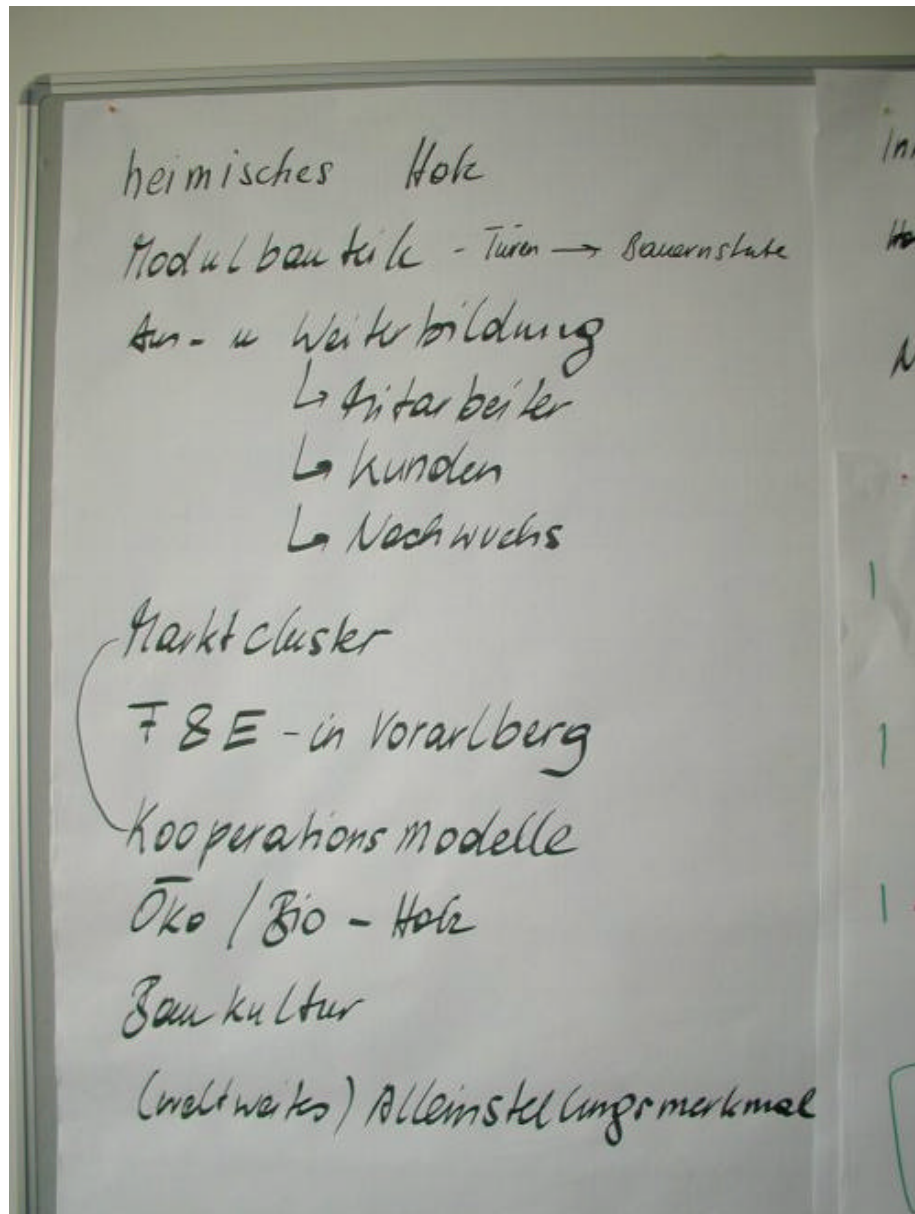 heimisches Holz
Modulbauteile - Türen → Bauernstube
Aus- u Weiterbildung
↳ Mitarbeiter
↳ Kunden
↳ Nachwuchs
Marktcluster
F & E - in Vorarlberg
Kooperationsmodelle
Öko / Bio - Holz
Baukultur
(weltweites) Alleinstellungsmerkmal